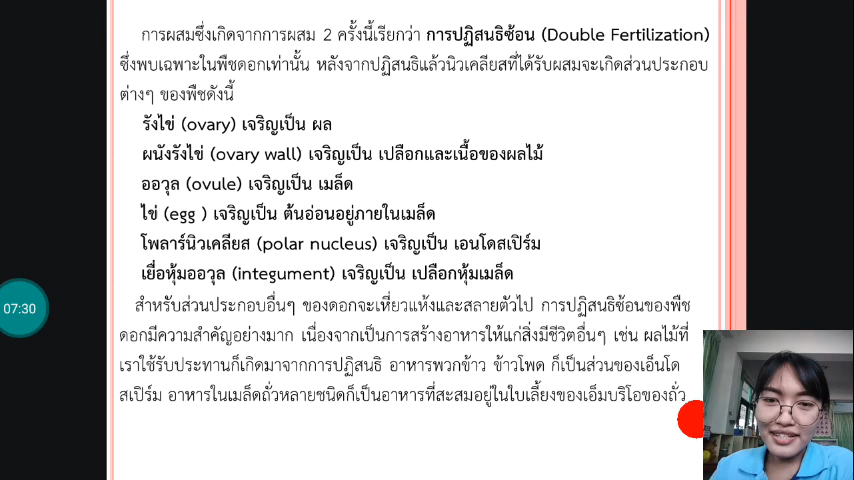 การผสมซึ่งเกิดจากการผสม 2 ครั้งนี้เรียกว่า การปฏิสนธิซ้อน (Double Fertilization)
ซึ่งพบเฉพาะในพืชดอกเท่านั้น หลังจากปฏิสนธิแล้วนิวเคลียสที่ได้รับผสมจะเกิดส่วนประกอบ
ต่างๆ ของพืชดังนี้
รังไข่ (ovary) เจริญเป็น ผล
ผนังรังไข่ (ovary wall) เจริญเป็น เปลือกและเนื้อของผลไม้
ออวุล (ovule) เจริญเป็น เมล็ด
ไข่ (egg ) เจริญเป็น ต้นอ่อนอยู่ภายในเมล็ด
โพลาร์นิวเคลียส (polar nucleus) เจริญเป็น เอนโดสเปิร์ม
เยื่อหุ้มออวุล (integument) เจริญเป็น เปลือกหุ้มเมล็ด
07:30
สำหรับส่วนประกอบอื่นๆ ของดอกจะเหี่ยวแห้งและสลายตัวไป การปฏิสนธิซ้อนของพืช
ดอกมีความสำคัญอย่างมาก เนื่องจากเป็นการสร้างอาหารให้แก่สิ่งมีชีวิตอื่นๆ เช่น ผลไม้ที่
เราใช้รับประทานก็เกิดมาจากการปฏิสนธิ อาหารพวกข้าว ข้าวโพด ก็เป็นส่วนของเอ็นโด
สเปิร์ม อาหารในเมล็ดถั่วหลายชนิดก็เป็นอาหารที่สะสมอยู่ในใบเลี้ยงของเอ็มบริโอของถั่ว